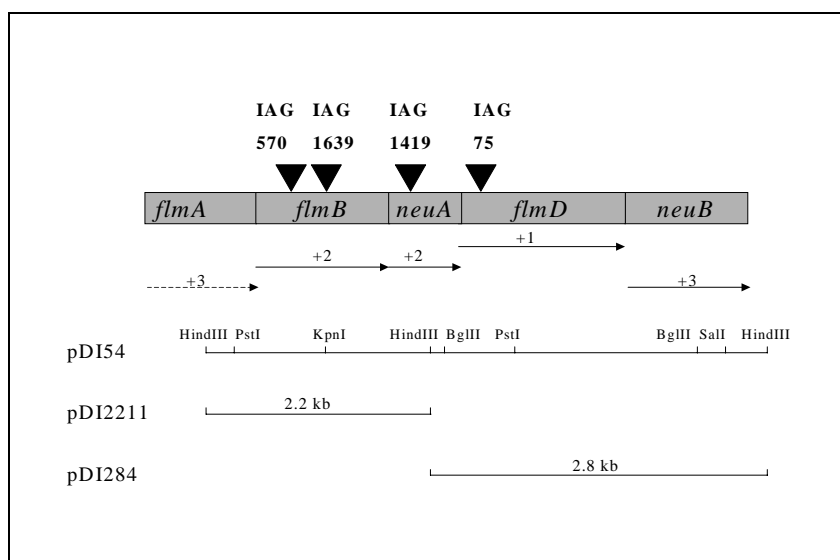 IAG IAG IAG IAG
570 1639 1419 75
flmA flmB neuA flmD neuB
+1
+2 +2
+3 +3
HindIII PstI KpnI HindIII BglII PstI BglII SalI HindIII
pDI54
2.2 kb
pDI2211
2.8 kb
pDI284